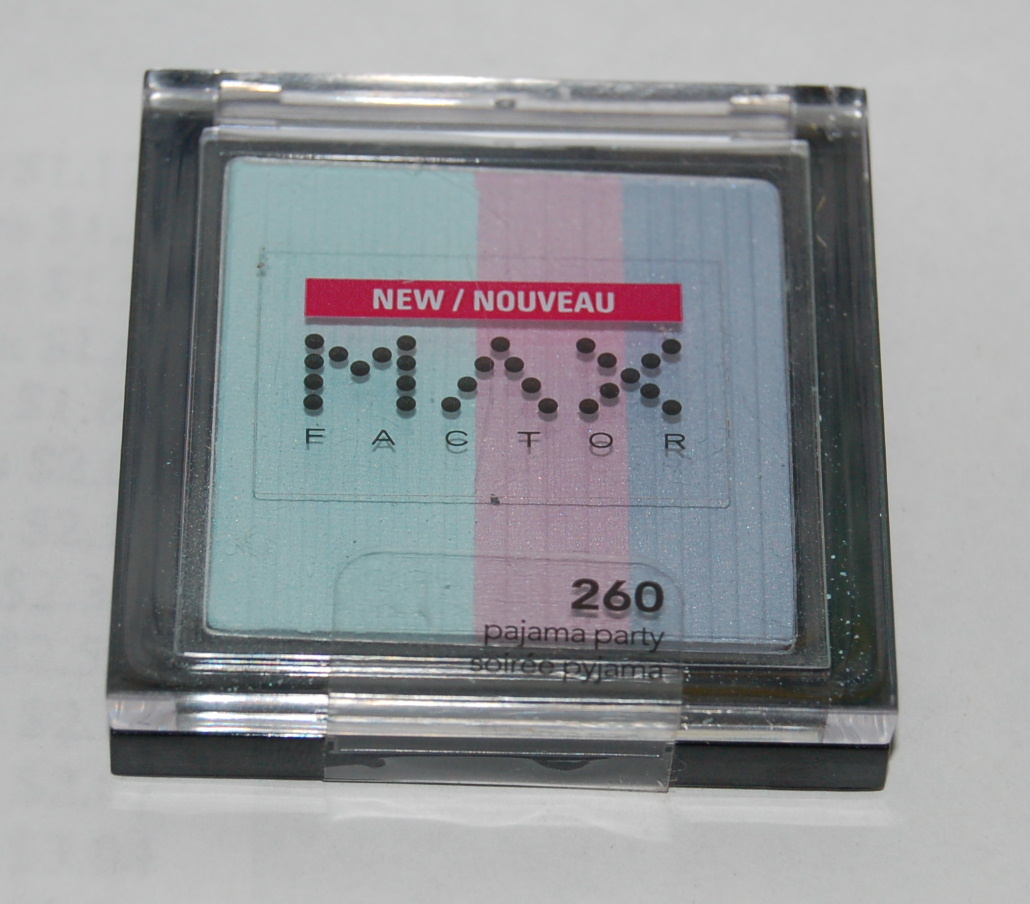 NEW / NOUVEAU
MAX
FACTOR
260
pajama party
soirée pyjama